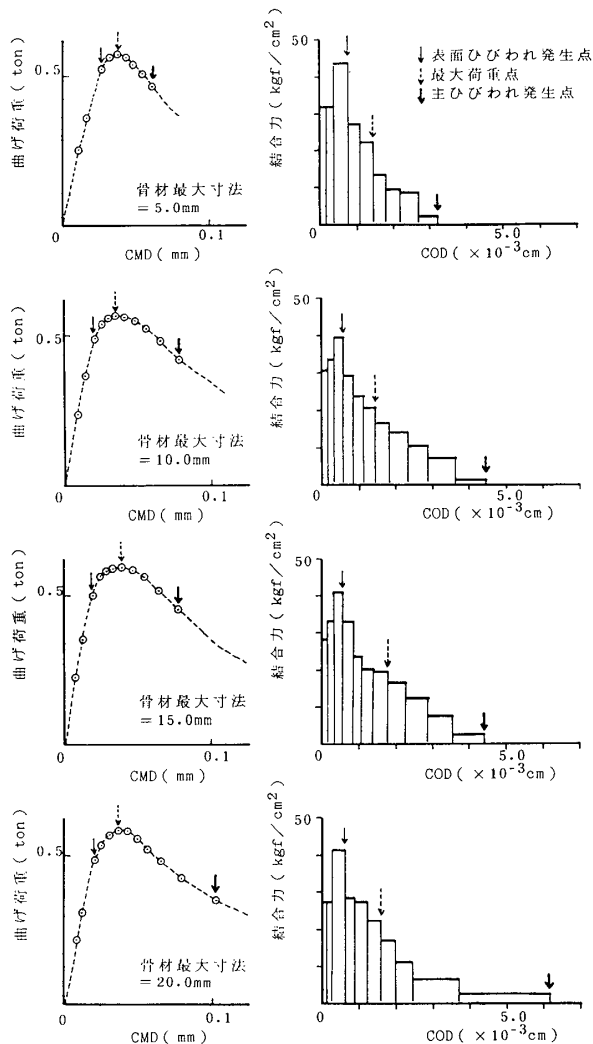 曲げ荷重(ton)
0.5
骨材最大寸法
=5.0mm
0
0.1
CMD(mm)
結合力(kgf/cm²)
50
表面ひびわれ発生点
最大荷重点
主ひびわれ発生点
0
5.0
COD(×10⁻³cm)
曲げ荷重(ton)
0.5
骨材最大寸法
=10.0mm
0
0.1
CMD(mm)
結合力(kgf/cm²)
50
0
5.0
COD(×10⁻³cm)
曲げ荷重(ton)
0.5
骨材最大寸法
=15.0mm
0
0.1
CMD(mm)
結合力(kgf/cm²)
50
0
5.0
COD(×10⁻³cm)
曲げ荷重(ton)
0.5
骨材最大寸法
=20.0mm
0
0.1
CMD(mm)
結合力(kgf/cm²)
50
0
5.0
COD(×10⁻³cm)